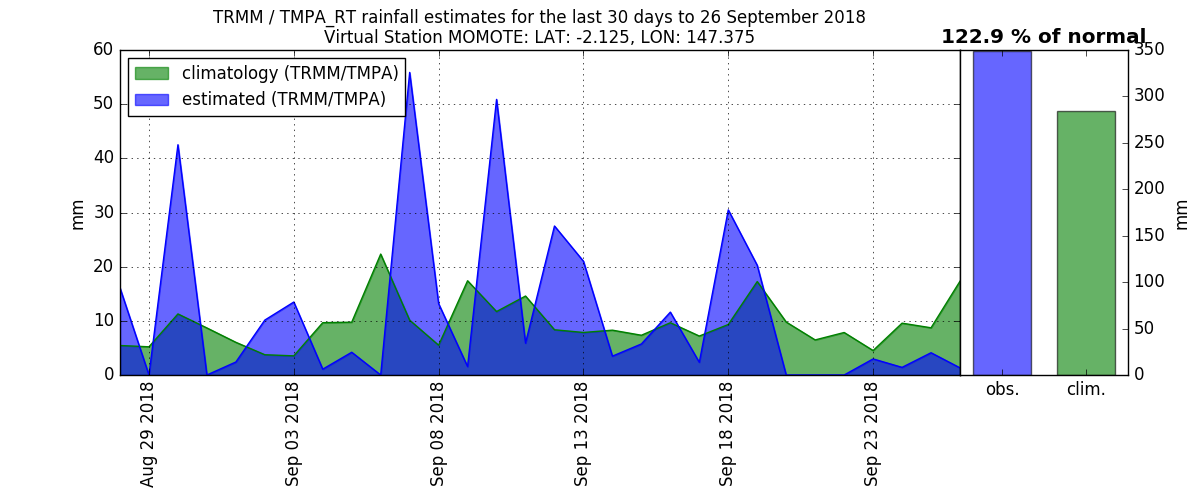 TRMM / TMPA_RT rainfall estimates for the last 30 days to 26 September 2018
Virtual Station MOMOTE: LAT: -2.125, LON: 147.375
122.9 % of normal
climatology (TRMM/TMPA)
estimated (TRMM/TMPA)
60
50
40
30
20
10
0
mm
Aug 29 2018
Sep 03 2018
Sep 08 2018
Sep 13 2018
Sep 18 2018
Sep 23 2018
350
300
250
200
150
100
50
0
mm
obs.
clim.